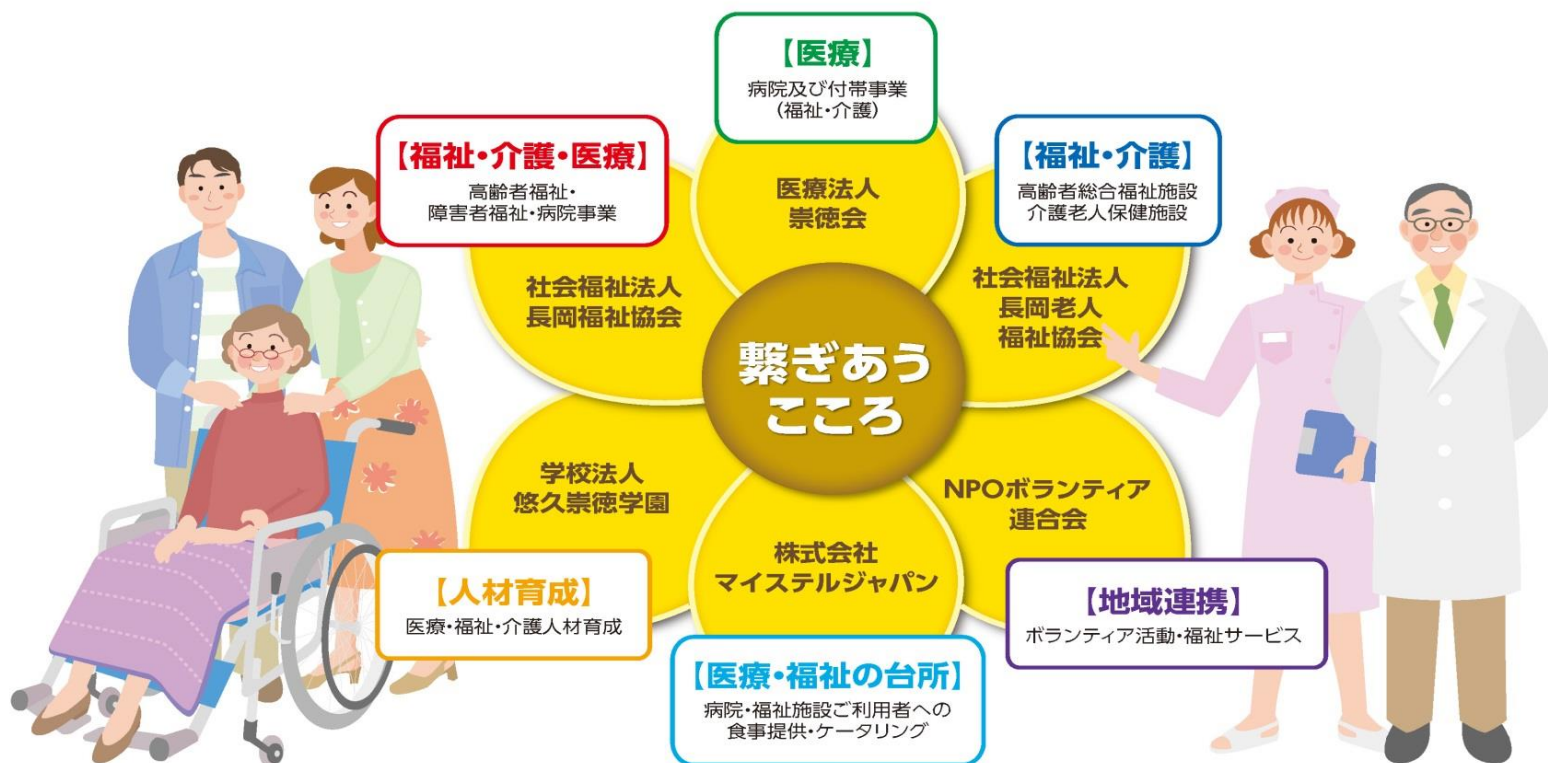 【医療】
病院及び付帯事業
(福祉・介護)
医療法人
崇徳会
【福祉・介護・医療】
高齢者福祉・
障害者福祉・病院事業
社会福祉法人
長岡福祉協会
【福祉・介護】
高齢者総合福祉施設
介護老人保健施設
社会福祉法人
長岡老人
福祉協会
繋ぎあう
こころ
学校法人
悠久崇徳学園
【人材育成】
医療・福祉・介護人材育成
株式会社
マイステルジャパン
【医療・福祉の台所】
病院・福祉施設ご利用者への
食事提供・ケータリング
NPOボランティア
連合会
【地域連携】
ボランティア活動・福祉サービス